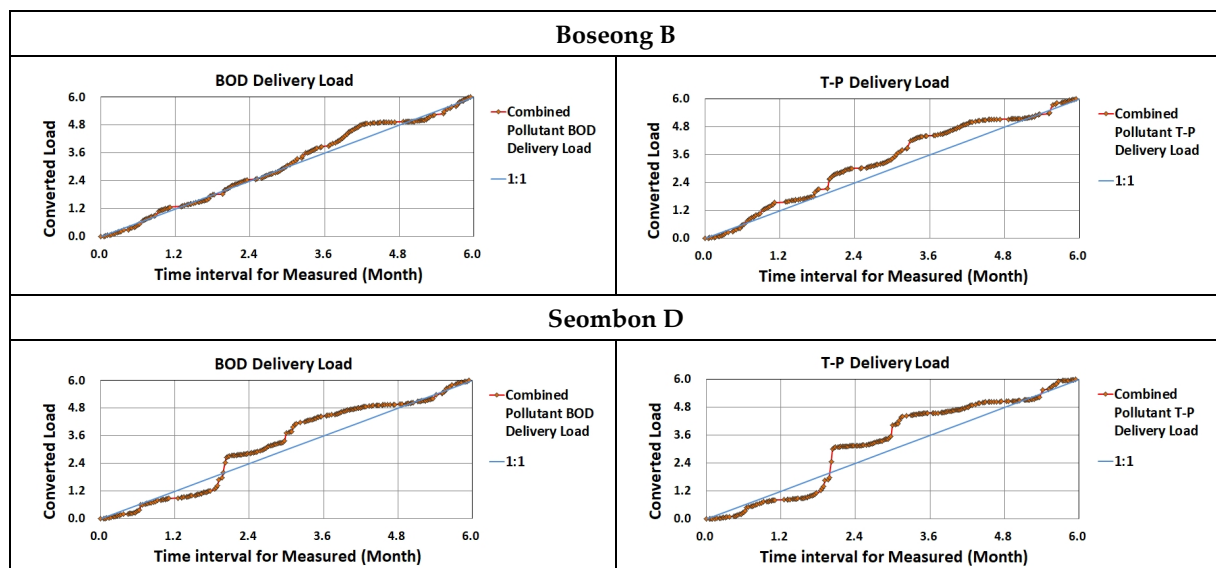 Boseong B
BOD Delivery Load
Converted Load
6.0
4.8
3.6
2.4
1.2
0.0
0.0 1.2 2.4 3.6 4.8 6.0
Time interval for Measured (Month)
Combined
Pollutant BOD
Delivery Load
1:1
T-P Delivery Load
Converted Load
6.0
4.8
3.6
2.4
1.2
0.0
0.0 1.2 2.4 3.6 4.8 6.0
Time interval for Measured (Month)
Combined
Pollutant T-P
Delivery Load
1:1
Seombon D
BOD Delivery Load
Converted Load
6.0
4.8
3.6
2.4
1.2
0.0
0.0 1.2 2.4 3.6 4.8 6.0
Time interval for Measured (Month)
Combined
Pollutant BOD
Delivery Load
1:1
T-P Delivery Load
Converted Load
6.0
4.8
3.6
2.4
1.2
0.0
0.0 1.2 2.4 3.6 4.8 6.0
Time interval for Measured (Month)
Combined
Pollutant T-P
Delivery Load
1:1